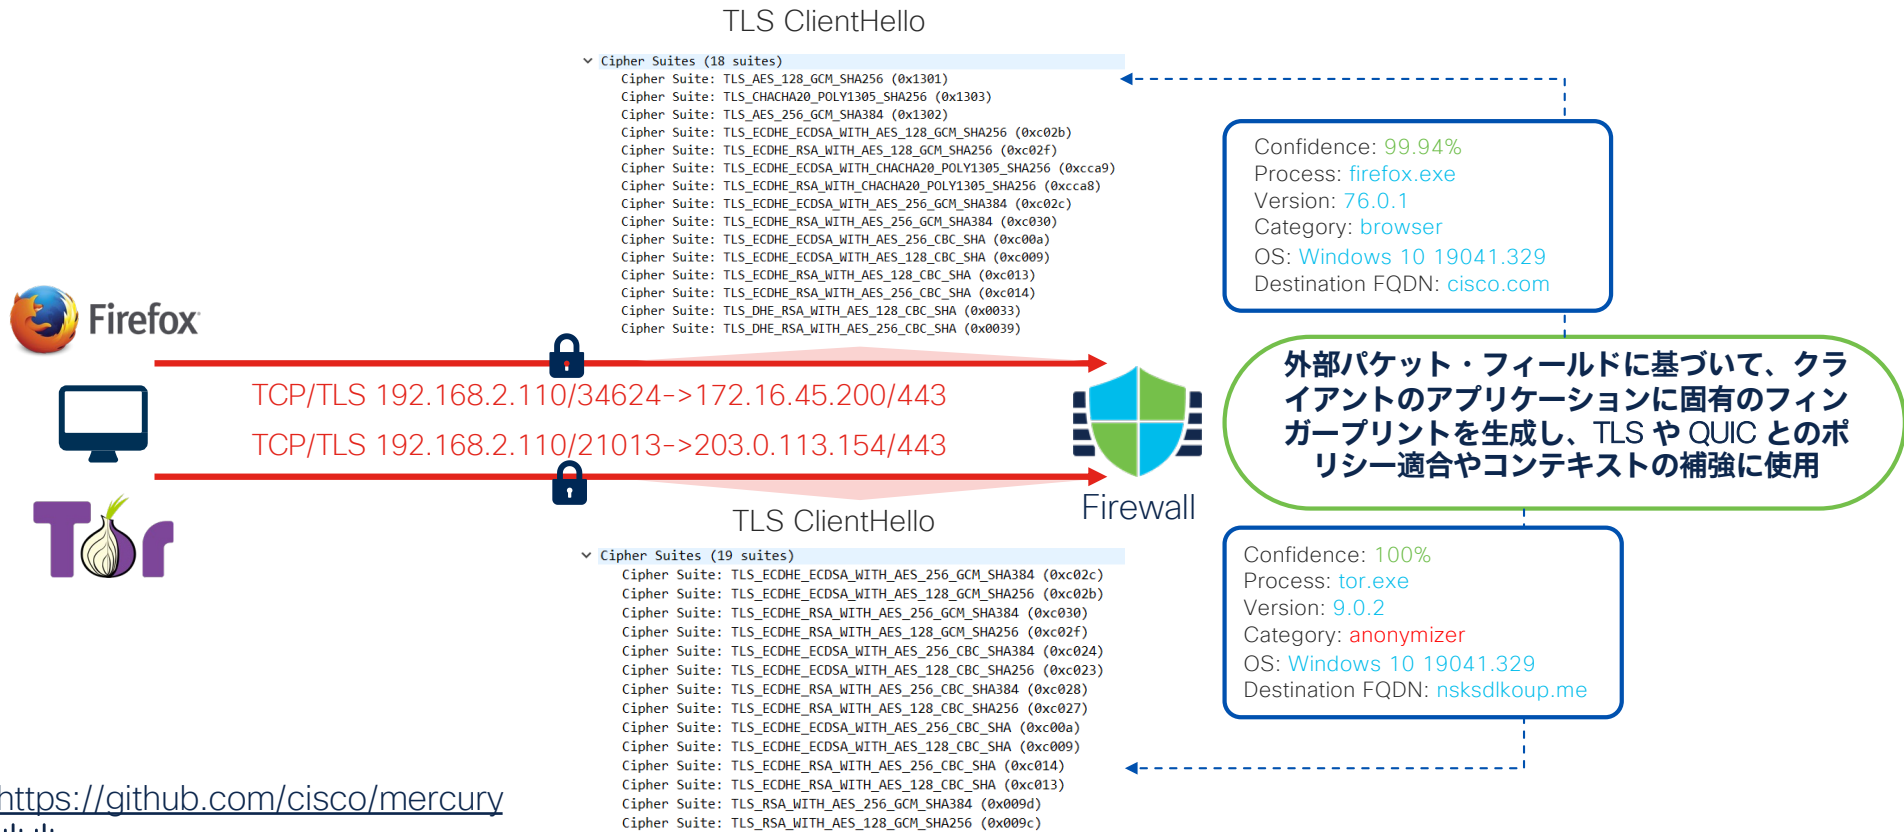 TLS ClientHello
Cipher Suites (18 suites)
Cipher Suite: TLS_AES_128_GCM_SHA256 (0x1301)
Cipher Suite: TLS_CHACHA20_POLY1305_SHA256 (0x1303)
Cipher Suite: TLS_AES_256_GCM_SHA384 (0x1302)
Cipher Suite: TLS_ECDHE_ECDSA_WITH_AES_128_GCM_SHA256 (0xc02b)
Cipher Suite: TLS_ECDHE_RSA_WITH_AES_128_GCM_SHA256 (0xc02f)
Cipher Suite: TLS_ECDHE_ECDSA_WITH_CHACHA20_POLY1305_SHA256 (0xcca9)
Cipher Suite: TLS_ECDHE_RSA_WITH_CHACHA20_POLY1305_SHA256 (0xcca8)
Cipher Suite: TLS_ECDHE_ECDSA_WITH_AES_256_GCM_SHA384 (0xc02c)
Cipher Suite: TLS_ECDHE_RSA_WITH_AES_256_GCM_SHA384 (0xc030)
Cipher Suite: TLS_ECDHE_ECDSA_WITH_AES_256_CBC_SHA (0xc00a)
Cipher Suite: TLS_ECDHE_ECDSA_WITH_AES_128_CBC_SHA (0xc009)
Cipher Suite: TLS_ECDHE_RSA_WITH_AES_128_CBC_SHA (0xc013)
Cipher Suite: TLS_ECDHE_RSA_WITH_AES_256_CBC_SHA (0xc014)
Cipher Suite: TLS_DHE_RSA_WITH_AES_128_CBC_SHA (0x0033)
Cipher Suite: TLS_DHE_RSA_WITH_AES_256_CBC_SHA (0x0039)
Confidence: 99.94%
Process: firefox.exe
Version: 76.0.1
Category: browser
OS: Windows 10 19041.329
Destination FQDN: cisco.com
Firefox
TCP/TLS 192.168.2.110/34624->172.16.45.200/443
TCP/TLS 192.168.2.110/21013->203.0.113.154/443
Firewall
外部パケット・フィールドに基づいて、クラ
イアントのアプリケーションに固有のフィン
ガープリントを生成し、TLS や QUIC とのポ
リシー適合やコンテキストの補強に使用
Tor
TLS ClientHello
Cipher Suites (19 suites)
Cipher Suite: TLS_ECDHE_ECDSA_WITH_AES_256_GCM_SHA384 (0xc02c)
Cipher Suite: TLS_ECDHE_ECDSA_WITH_AES_128_GCM_SHA256 (0xc02b)
Cipher Suite: TLS_ECDHE_RSA_WITH_AES_256_GCM_SHA384 (0xc030)
Cipher Suite: TLS_ECDHE_RSA_WITH_AES_128_GCM_SHA256 (0xc02f)
Cipher Suite: TLS_ECDHE_ECDSA_WITH_AES_256_CBC_SHA384 (0xc024)
Cipher Suite: TLS_ECDHE_ECDSA_WITH_AES_128_CBC_SHA256 (0xc023)
Cipher Suite: TLS_ECDHE_RSA_WITH_AES_256_CBC_SHA384 (0xc028)
Cipher Suite: TLS_ECDHE_RSA_WITH_AES_128_CBC_SHA256 (0xc027)
Cipher Suite: TLS_ECDHE_ECDSA_WITH_AES_256_CBC_SHA (0xc00a)
Cipher Suite: TLS_ECDHE_ECDSA_WITH_AES_128_CBC_SHA (0xc009)
Cipher Suite: TLS_ECDHE_RSA_WITH_AES_256_CBC_SHA (0xc014)
Cipher Suite: TLS_ECDHE_RSA_WITH_AES_128_CBC_SHA (0xc013)
Cipher Suite: TLS_RSA_WITH_AES_256_GCM_SHA384 (0x009d)
Cipher Suite: TLS_RSA_WITH_AES_128_GCM_SHA256 (0x009c)
Confidence: 100%
Process: tor.exe
Version: 9.0.2
Category: anonymizer
OS: Windows 10 19041.329
Destination FQDN: nsksdlkoup.me
https://github.com/cisco/mercury